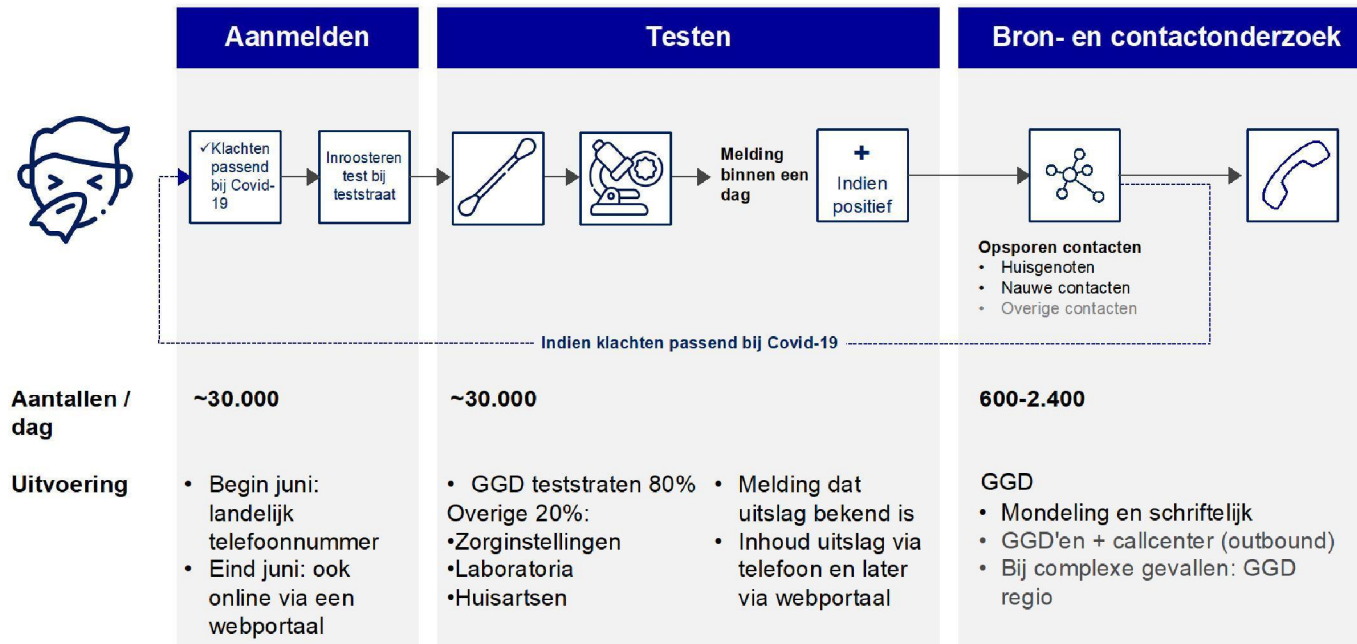 Aanmelden
Testen
Bron- en contactonderzoek
✓Klachten
passend
bij Covid-
19
Inroosteren
test bij
teststraat
Melding
binnen een
dag
+
Indien
positief
Opsporen contacten
• Huisgenoten
• Nauwe contacten
• Overige contacten
Indien klachten passend bij Covid-19
Aantallen /
dag
~30.000
~30.000
600-2.400
Uitvoering
• Begin juni:
landelijk
telefoonnummer
• Eind juni: ook
online via een
webportaal
• GGD teststraten 80%
Overige 20%:
•Zorginstellingen
•Laboratoria
•Huisartsen
• Melding dat
uitslag bekend is
• Inhoud uitslag via
telefoon en later
via webportaal
GGD
• Mondeling en schriftelijk
• GGD'en + callcenter (outbound)
• Bij complexe gevallen: GGD
regio